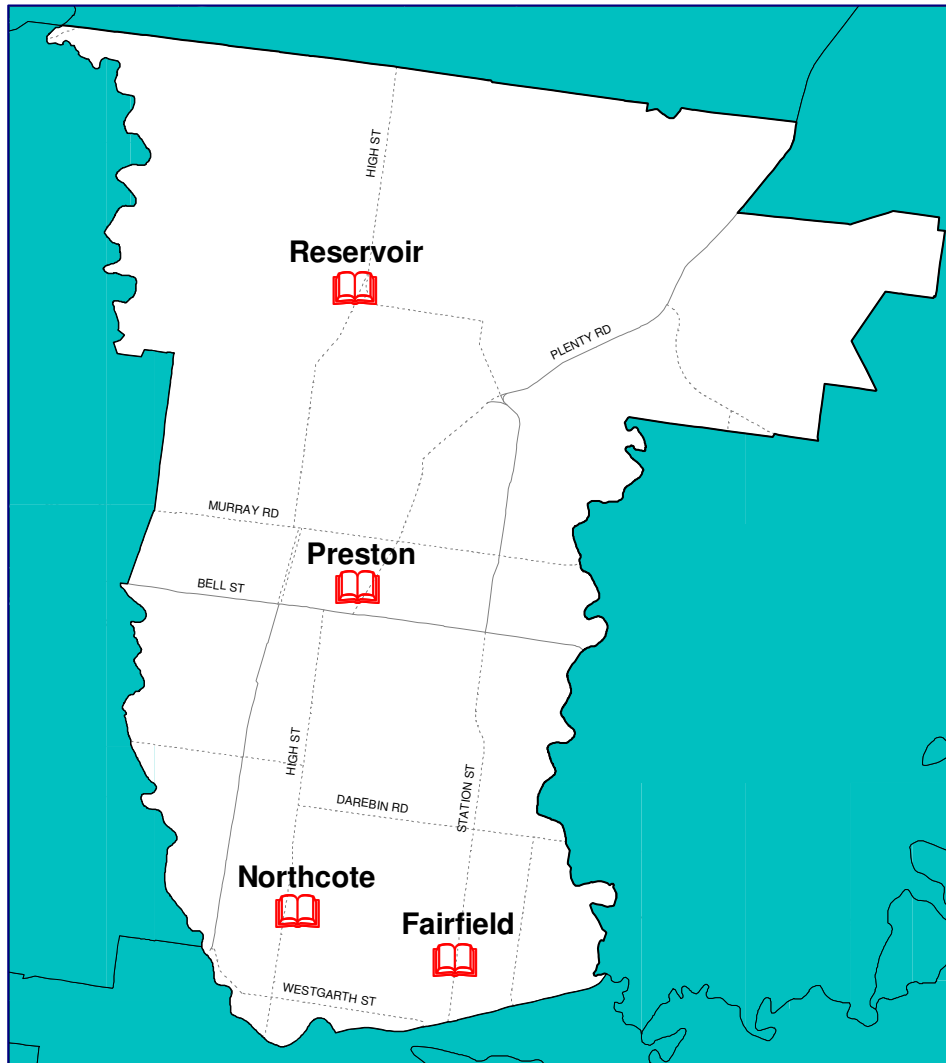 HIGH ST
Reservoir
PLENTY RD
MURRAY RD
Preston
BELL ST
HIGH ST
STATION ST
DAREBIN RD
Northcote
Fairfield
WESTGARTH ST